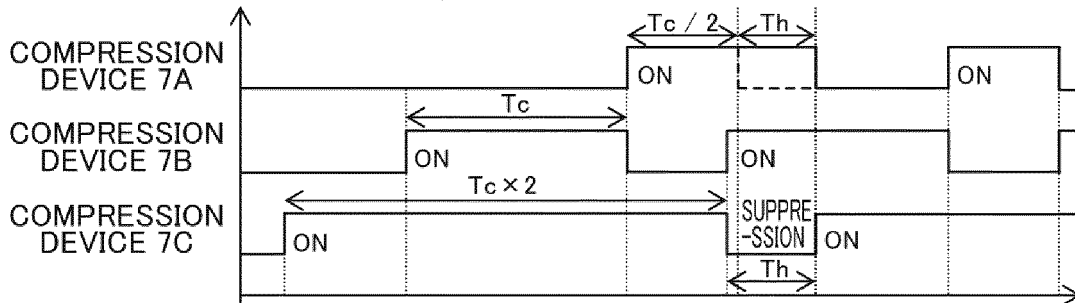 Tc / 2 Th
COMPRESSION
DEVICE 7A
ON ON
Tc
COMPRESSION
DEVICE 7B
ON ON
Tc × 2
COMPRESSION
DEVICE 7C
ON SUPPRE
-SSION ON
Th